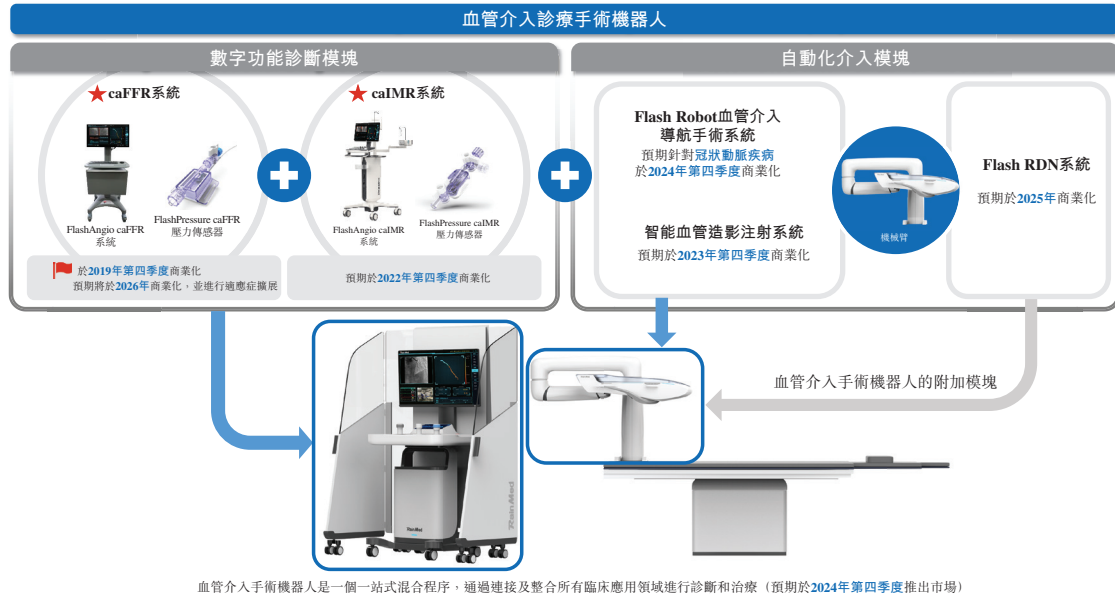 血管介入診療手術機器人
數字功能診斷模塊
caFFR系統
FlashAngio caFFR
系統
FlashPressure caFFR
壓力傳感器
於2019年第四季度商業化
預期將於2026年商業化，並進行適應症擴展
caIMR系統
FlashAngio caIMR
系統
FlashPressure caIMR
壓力傳感器
預期於2022年第四季度商業化
自動化介入模塊
Flash Robot血管介入
導航手術系統
預期針對冠狀動脈疾病
於2024年第四季度商業化
智能血管造影注射系統
預期於2023年第四季度商業化
機械臂
Flash RDN系統
預期於2025年商業化
血管介入手術機器人的附加模塊
RainMed
RainMed
血管介入手術機器人是一個一站式混合程序，通過連接及整合所有臨床應用領域進行診斷和治療（預期於2024年第四季度推出市場）